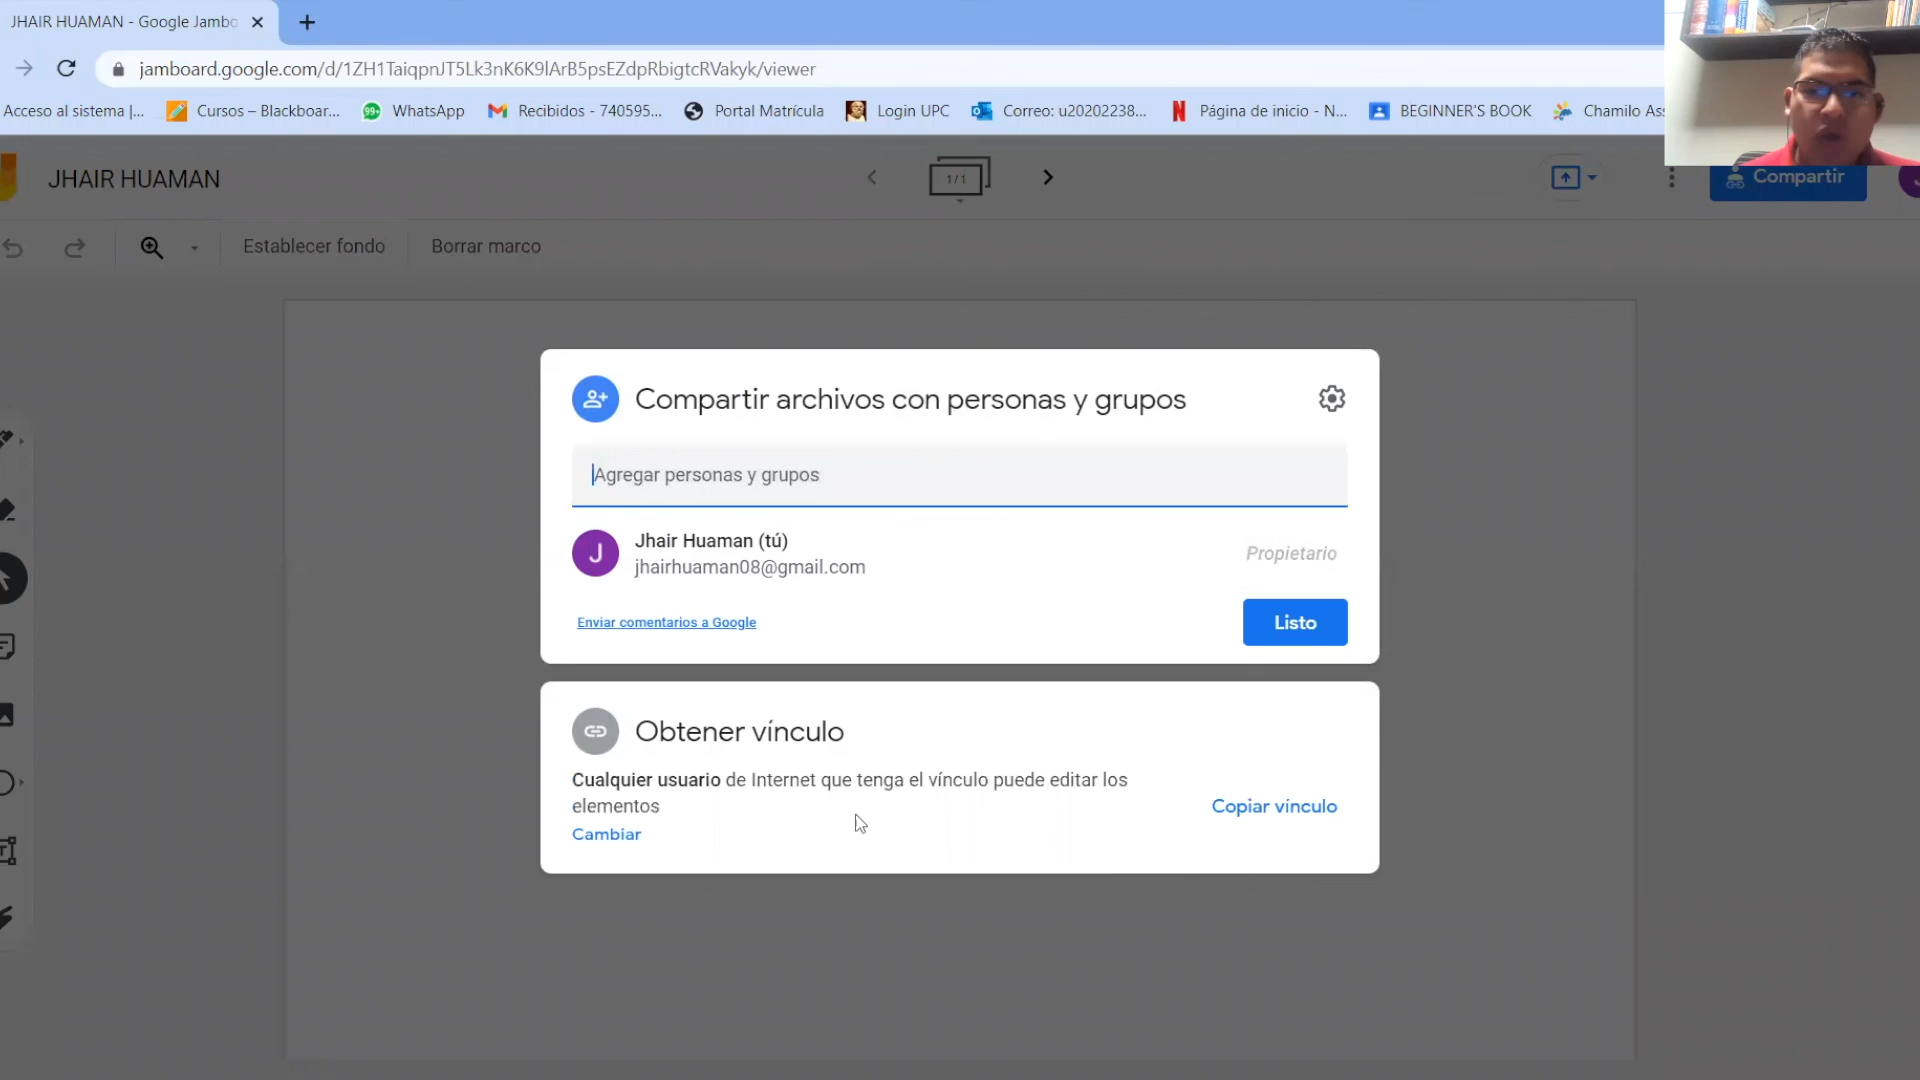 JHAIR HUAMAN - Google Jambo
jamboard.google.com/d/1ZH1TaiqpnJT5Lk3nK6K9lArB5psEZdpRbigtcRVakyk/viewer
Acceso al sistema |... Cursos – Blackboar... 99+ WhatsApp Recibidos - 740595... Portal Matrícula Login UPC Correo: u20202238... Página de inicio - N... BEGINNER'S BOOK Chamilo Ass
JHAIR HUAMAN 1/1 Compartir
Establecer fondo Borrar marco
Compartir archivos con personas y grupos
Agregar personas y grupos
J Jhair Huaman (tú)
jhairhuaman08@gmail.com
Propietario
Enviar comentarios a Google Listo
Obtener vínculo
Cualquier usuario de Internet que tenga el vínculo puede editar los
elementos
Copiar vínculo
Cambiar